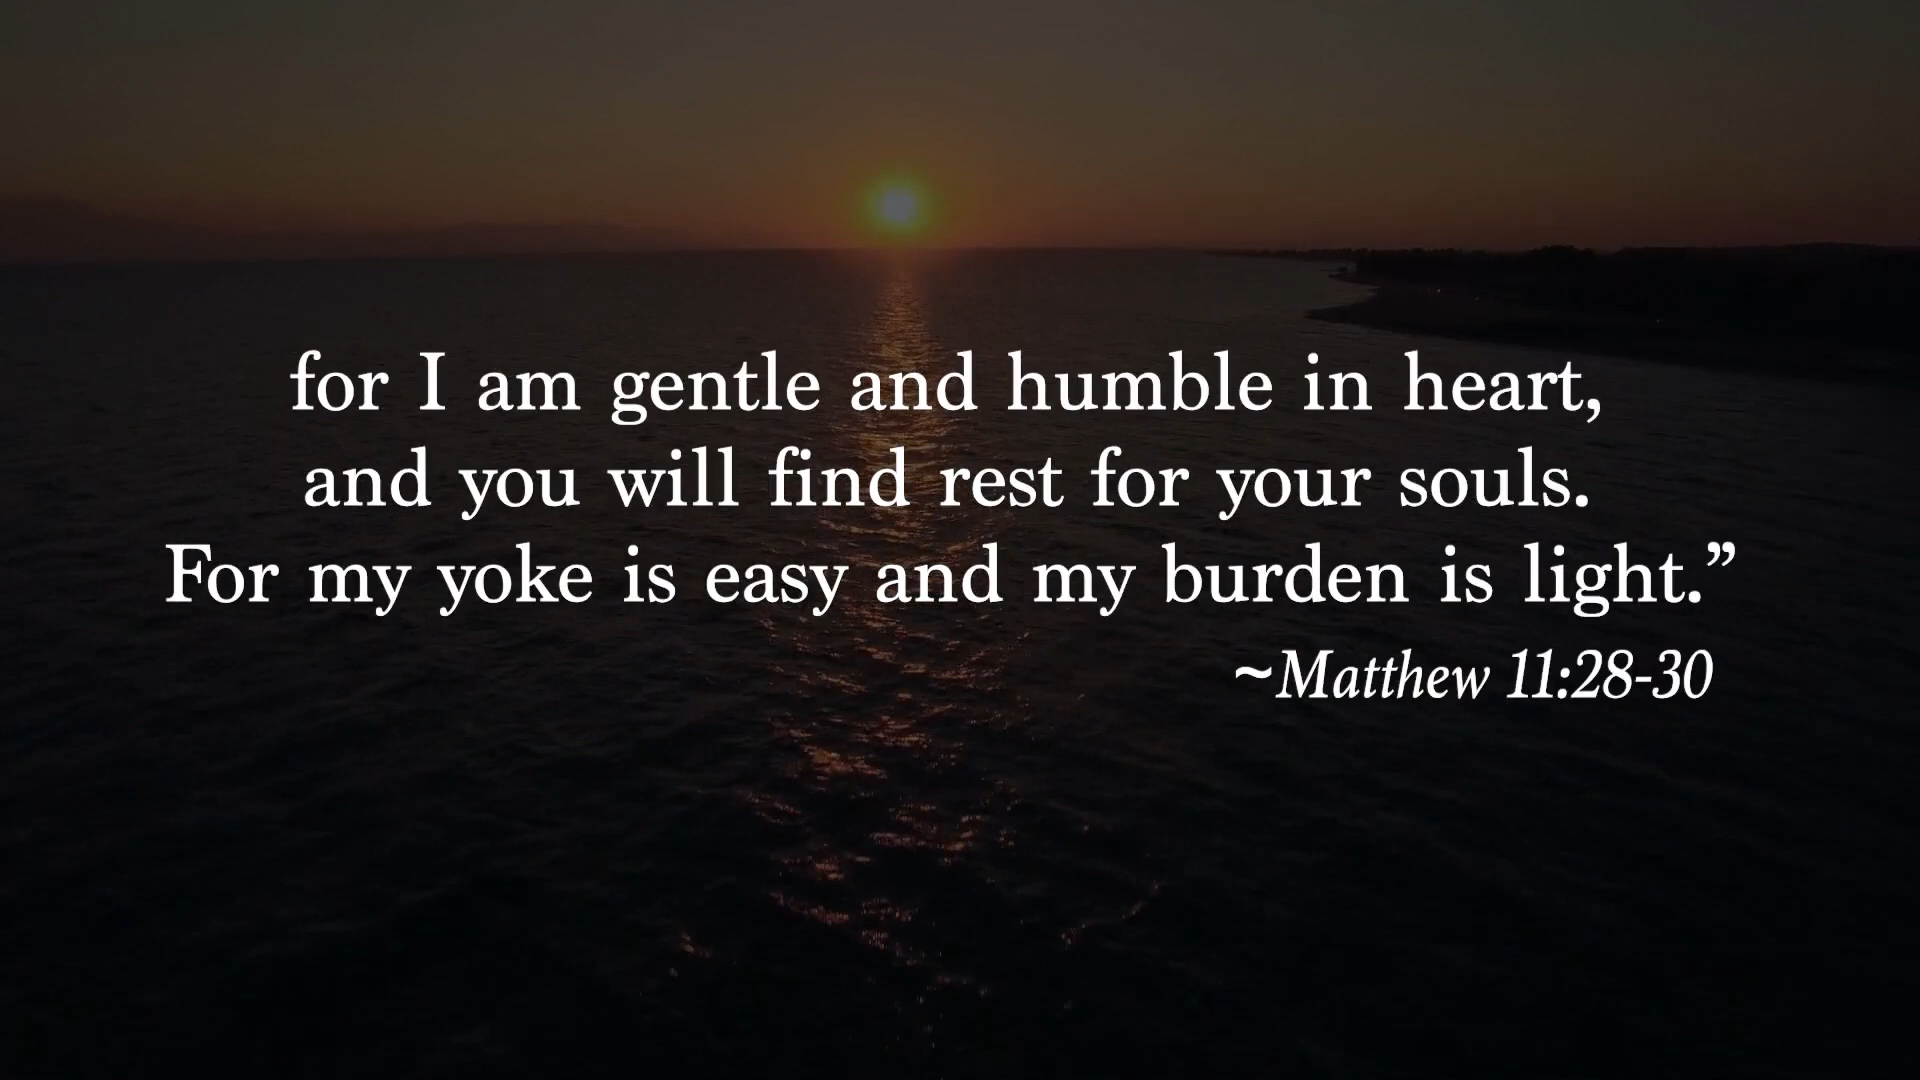 for I am gentle and humble in heart,
and you will find rest for your souls.
For my yoke is easy and my burden is light.”
~Matthew 11:28-30